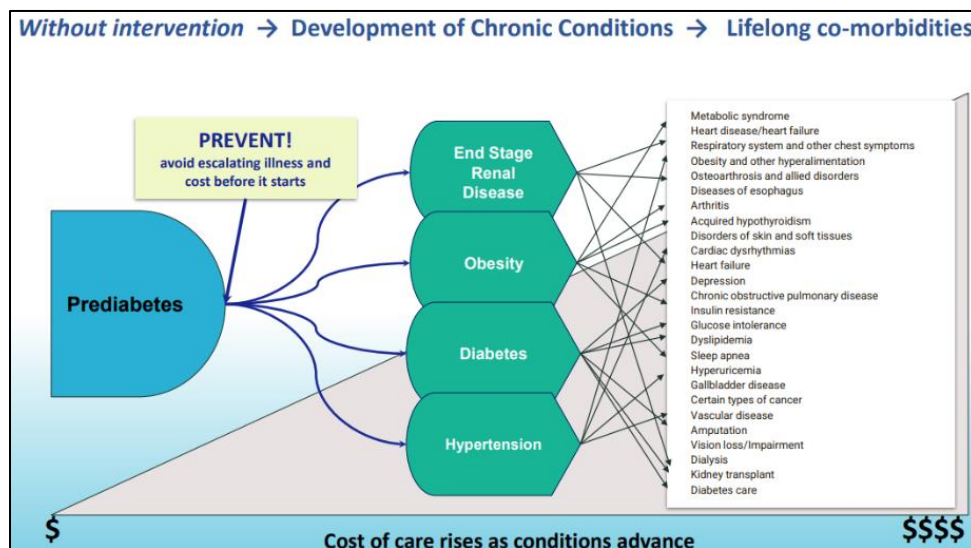 Without intervention → Development of Chronic Conditions → Lifelong co-morbidities
PREVENT!
avoid escalating illness and
cost before it starts
Prediabetes
End Stage
Renal
Disease
Obesity
Diabetes
Hypertension
Metabolic syndrome
Heart disease/heart failure
Respiratory system and other chest symptoms
Obesity and other hyperalimentation
Osteoarthrosis and allied disorders
Diseases of esophagus
Arthritis
Acquired hypothyroidism
Disorders of skin and soft tissues
Cardiac dysrhythmias
Heart failure
Depression
Chronic obstructive pulmonary disease
Insulin resistance
Glucose intolerance
Dyslipidemia
Sleep apnea
Hyperuricemia
Gallbladder disease
Certain types of cancer
Vascular disease
Amputation
Vision loss/Impairment
Dialysis
Kidney transplant
Diabetes care
$
$$$$
Cost of care rises as conditions advance